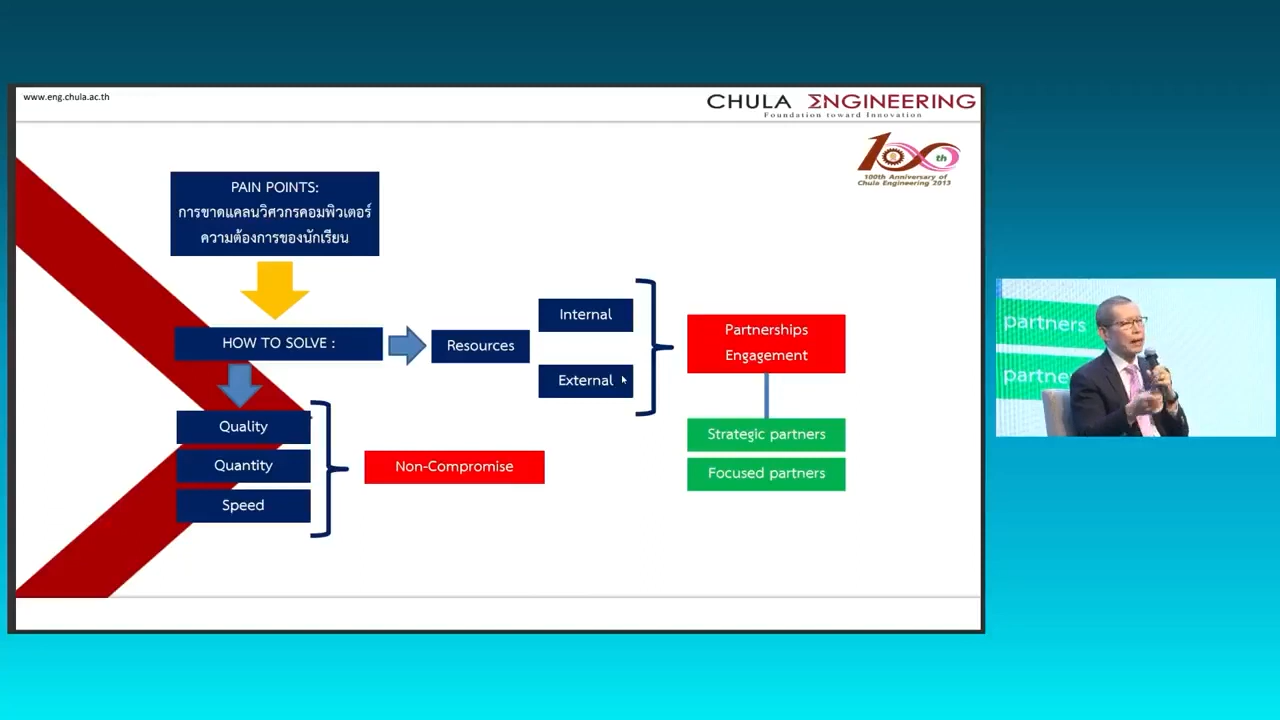 www.eng.chula.ac.th
CHULA ΣNGINEERING
Foundation toward Innovation
100th
100th Anniversary of
Chula Engineering 2013
PAIN POINTS:
การขาดแคลนวิศวกรคอมพิวเตอร์
ความต้องการของนักเรียน
HOW TO SOLVE :
Resources
Internal
External
Partnerships
Engagement
Strategic partners
Focused partners
Quality
Quantity
Speed
Non-Compromise
partners
partne